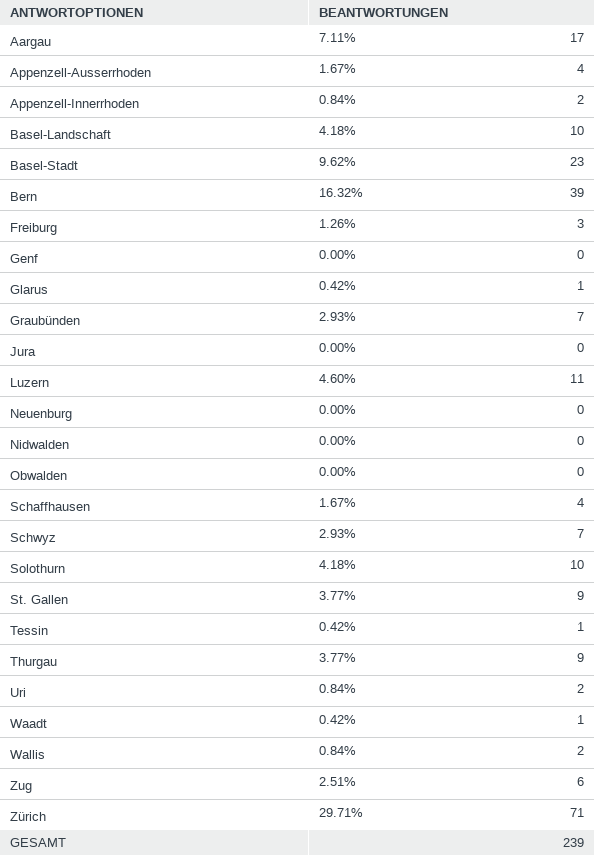 ANTWORTOPTIONEN BEANTWORTUNGEN
Aargau 7.11% 17
Appenzell-Ausserrhoden 1.67% 4
Appenzell-Innerrhoden 0.84% 2
Basel-Landschaft 4.18% 10
Basel-Stadt 9.62% 23
Bern 16.32% 39
Freiburg 1.26% 3
Genf 0.00% 0
Glarus 0.42% 1
Graubünden 2.93% 7
Jura 0.00% 0
Luzern 4.60% 11
Neuenburg 0.00% 0
Nidwalden 0.00% 0
Obwalden 0.00% 0
Schaffhausen 1.67% 4
Schwyz 2.93% 7
Solothurn 4.18% 10
St. Gallen 3.77% 9
Tessin 0.42% 1
Thurgau 3.77% 9
Uri 0.84% 2
Waadt 0.42% 1
Wallis 0.84% 2
Zug 2.51% 6
Zürich 29.71% 71
GESAMT 239